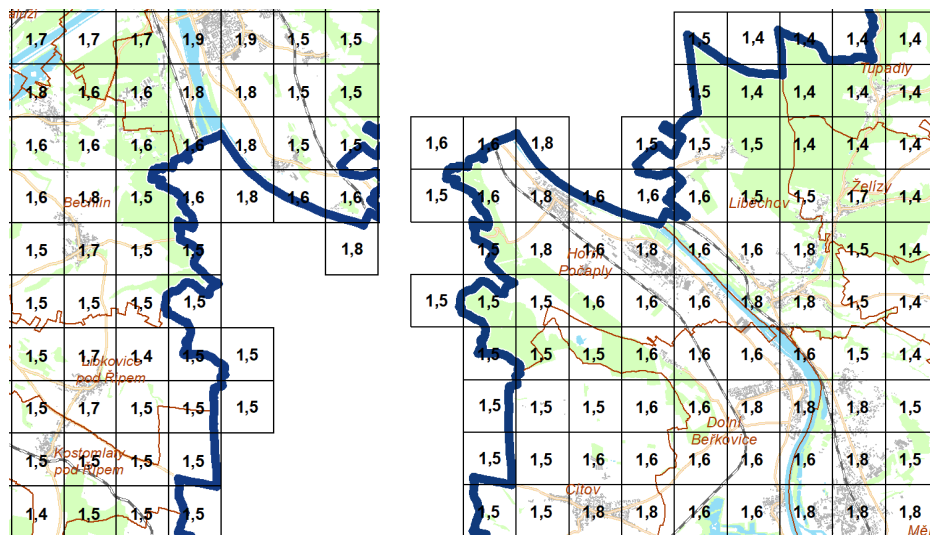 aluzí
1,7 1,7 1,7 1,9 1,9 1,5 1,5
1,8 1,6 1,6 1,8 1,8 1,5 1,5
1,6 1,6 1,6 1,6 1,8 1,5 1,5
1,6 1,8 1,5 1,6 1,8 1,6 1,6
Bechlín
1,5 1,7 1,5 1,5 1,8
1,5 1,5 1,5 1,5
1,5 1,7 1,4 1,5 1,5
Libkovice
pod Řípem
1,5 1,7 1,5 1,5 1,5
Kostomlaty
1,5 1,5 1,5 1,5
pod Řípem
1,4 1,5 1,5 1,5
1,5 1,4 1,4 1,4 1,4
Tupadly
1,5 1,4 1,4 1,4 1,4
1,6 1,6 1,8 1,5 1,5 1,5 1,4 1,4 1,4
Želízy
1,5 1,6 1,8 1,6 1,6 1,6 1,5 1,5 1,7 1,4
Liběchov
1,5 1,8 1,6 1,8 1,6 1,6 1,8 1,5 1,4
Horní
Počaply
1,5 1,5 1,5 1,6 1,6 1,6 1,8 1,8 1,5 1,4
1,5 1,5 1,5 1,6 1,6 1,6 1,6 1,5 1,4
1,5 1,5 1,5 1,6 1,6 1,8 1,8 1,8 1,5
Dolní
Beřkovice
1,5 1,5 1,6 1,6 1,6 1,6 1,6 1,8 1,5
Cítov
1,5 1,5 1,8 1,8 1,6 1,6 1,8 1,8 1,8
Mě